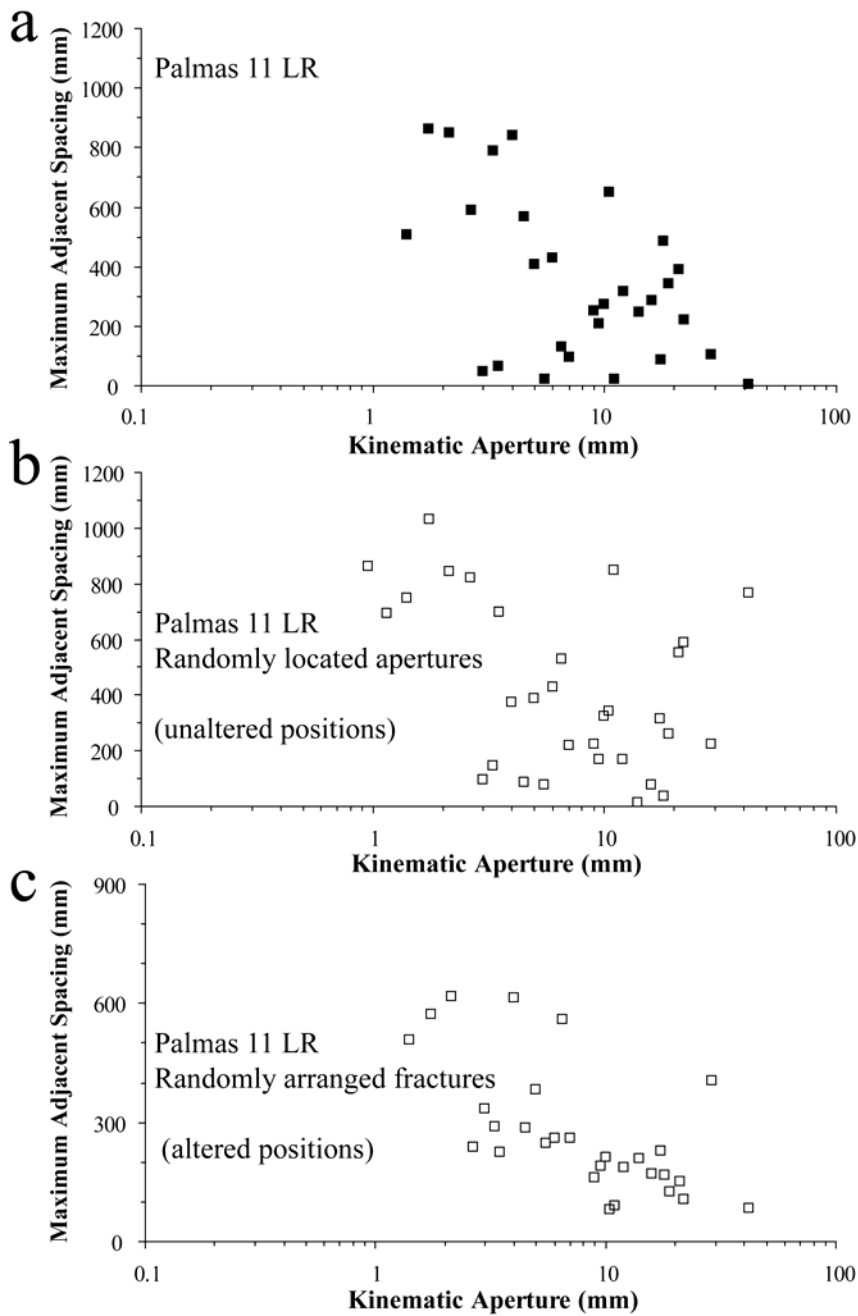 a
Maximum Adjacent Spacing (mm)
1200
1000
800
600
400
200
0
Palmas 11 LR
0.1
1
10
100
Kinematic Aperture (mm)
b
Maximum Adjacent Spacing (mm)
1200
1000
800
600
400
200
0
Palmas 11 LR
Randomly located apertures
(unaltered positions)
0.1
1
10
100
Kinematic Aperture (mm)
c
Maximum Adjacent Spacing (mm)
900
600
300
0
Palmas 11 LR
Randomly arranged fractures
(altered positions)
0.1
1
10
100
Kinematic Aperture (mm)